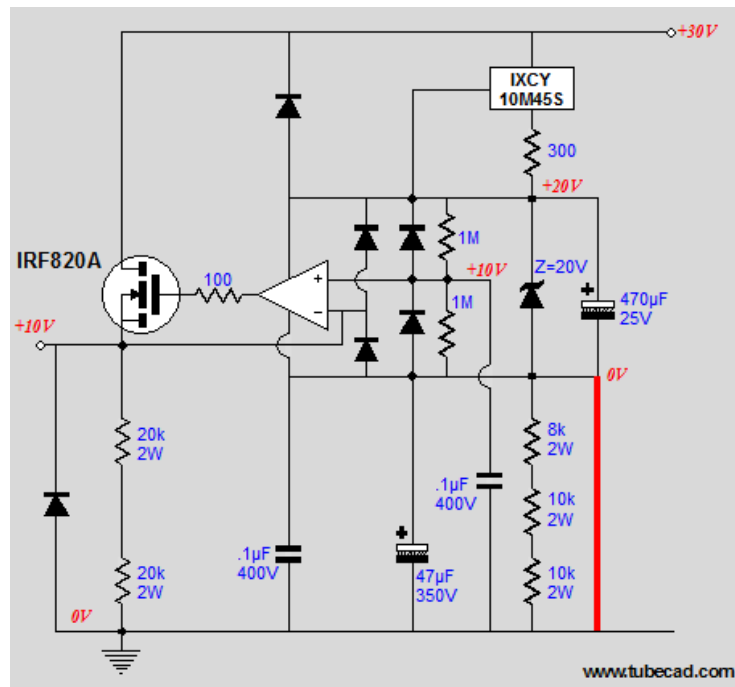 +30V
IXCY
10M45S
300
+20V
IRF820A
100
+
−
1M
+10V
1M
Z=20V
+
470µF
25V
+10V
0V
20k
2W
8k
2W
.1µF
400V
10k
2W
.1µF
400V
+
47µF
350V
20k
2W
10k
2W
0V
www.tubecad.com